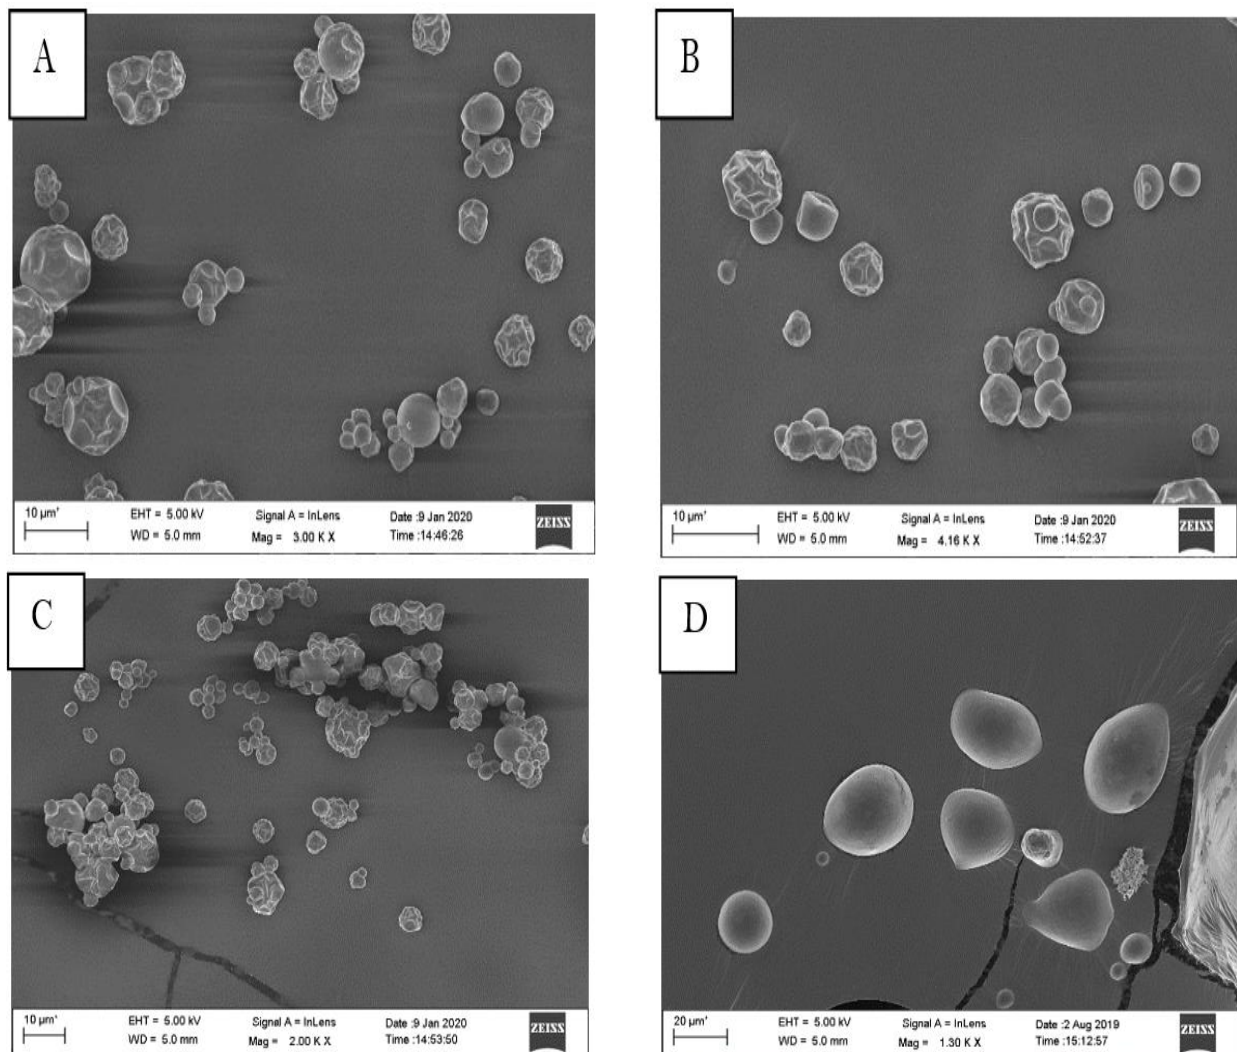 A
B
10 µm'
EHT = 5.00 kV
Signal A = InLens
Date :9 Jan 2020
ZEISS
WD = 5.0 mm
Mag = 3.00 K X
Time :14:46:26
10 µm'
EHT = 5.00 kV
Signal A = InLens
Date :9 Jan 2020
ZEISS
WD = 5.0 mm
Mag = 4.16 K X
Time :14:52:37
C
D
10 µm'
EHT = 5.00 kV
Signal A = InLens
Date :9 Jan 2020
ZEISS
WD = 5.0 mm
Mag = 2.00 K X
Time :14:53:50
20 µm'
EHT = 5.00 kV
Signal A = InLens
Date :2 Aug 2019
ZEISS
WD = 5.0 mm
Mag = 1.30 K X
Time :15:12:57